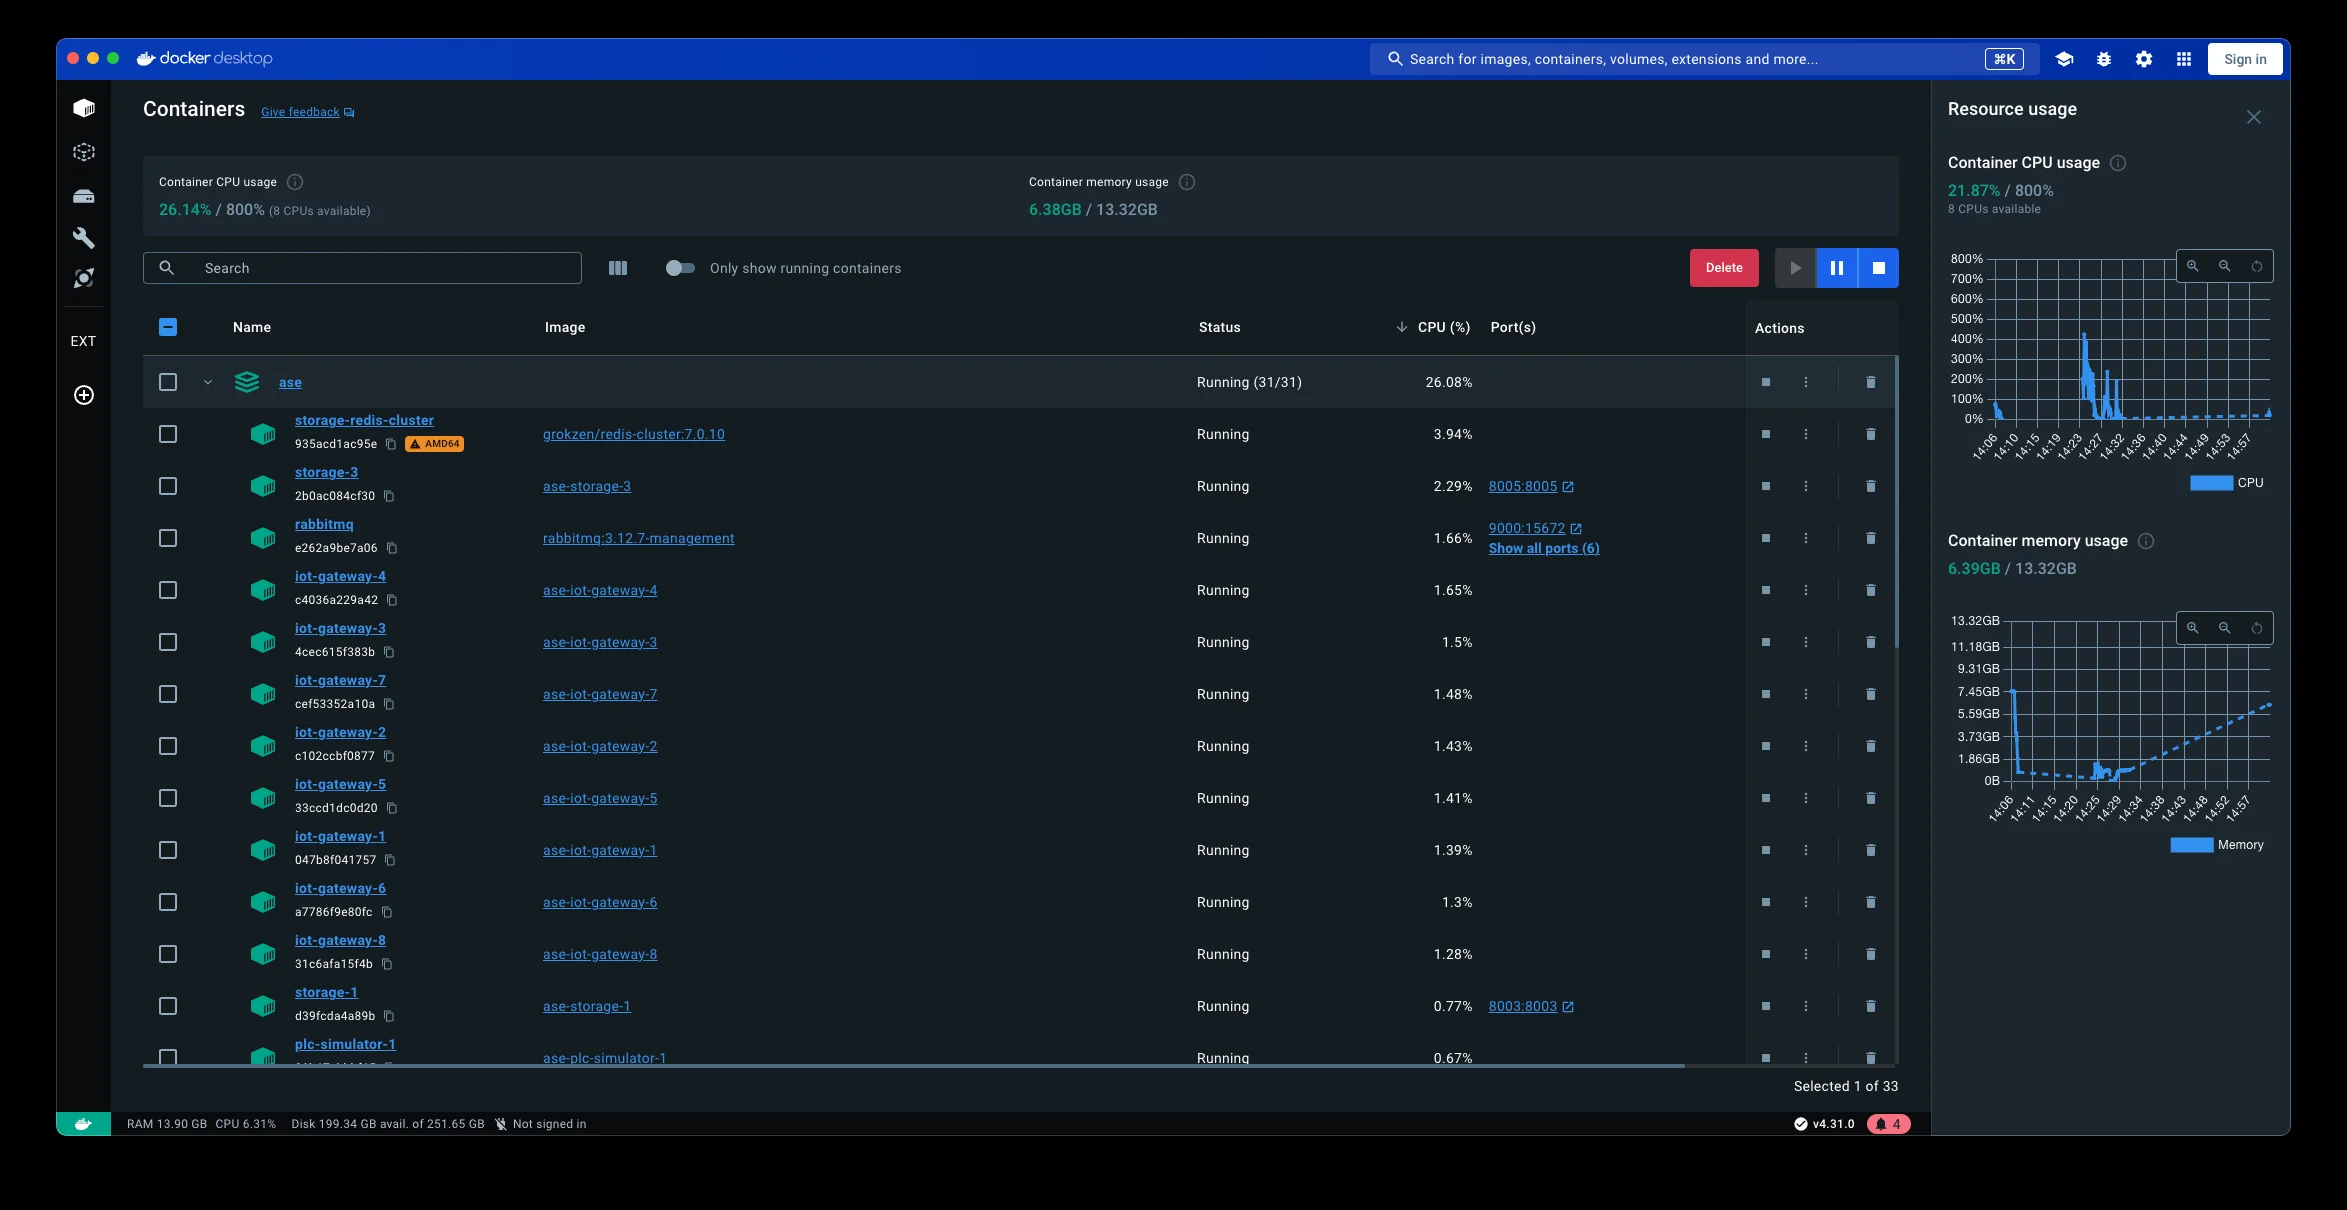 docker desktop
Search for images, containers, volumes, extensions and more...
⌘K
Sign in
Containers
Give feedback
Container CPU usage
26.14% / 800% (8 CPUs available)
Container memory usage
6.38GB / 13.32GB
Search
Only show running containers
Delete
Name Image Status CPU (%) Port(s) Actions
EXT
ase Running (31/31) 26.08%
storage-redis-cluster
935acd1ac95e AMD64
grokzen/redis-cluster:7.0.10 Running 3.94%
storage-3
2b0ac084cf30
ase-storage-3 Running 2.29% 8005:8005
rabbitmq
e262a9be7a06
rabbitmq:3.12.7-management Running 1.66%
9000:15672
Show all ports (6)
iot-gateway-4
c4036a229a42
ase-iot-gateway-4 Running 1.65%
iot-gateway-3
4cec615f383b
ase-iot-gateway-3 Running 1.5%
iot-gateway-7
cef53352a10a
ase-iot-gateway-7 Running 1.48%
iot-gateway-2
c102ccbf0877
ase-iot-gateway-2 Running 1.43%
iot-gateway-5
33ccd1dc0d20
ase-iot-gateway-5 Running 1.41%
iot-gateway-1
047b8f041757
ase-iot-gateway-1 Running 1.39%
iot-gateway-6
a7786f9e80fc
ase-iot-gateway-6 Running 1.3%
iot-gateway-8
31c6afa15f4b
ase-iot-gateway-8 Running 1.28%
storage-1
d39fcda4a89b
ase-storage-1 Running 0.77% 8003:8003
plc-simulator-1
ase-plc-simulator-1 Running 0.67%
Selected 1 of 33
RAM 13.90 GB CPU 6.31% Disk 199.34 GB avail. of 251.65 GB Not signed in
v4.31.0
4
Resource usage
Container CPU usage
21.87% / 800%
8 CPUs available
800%
700%
600%
500%
400%
300%
200%
100%
0%
14:06 14:10 14:15 14:19 14:23 14:27 14:32 14:36 14:40 14:44 14:49 14:53 14:57
CPU
Container memory usage
6.39GB / 13.32GB
13.32GB
11.18GB
9.31GB
7.45GB
5.59GB
3.73GB
1.86GB
0B
14:06 14:11 14:15 14:20 14:25 14:29 14:34 14:38 14:43 14:48 14:52 14:57
Memory